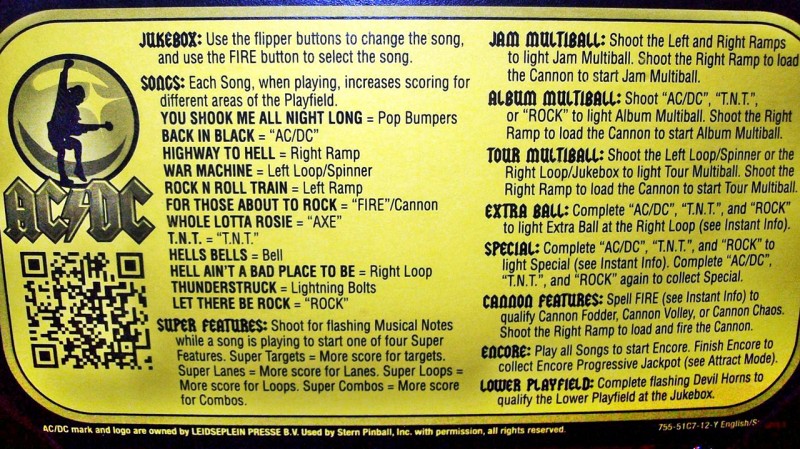 JUKEBOX: Use the flipper buttons to change the song,
and use the FIRE button to select the song.
SONGS: Each Song, when playing, increases scoring for
different areas of the Playfield.
YOU SHOOK ME ALL NIGHT LONG = Pop Bumpers
BACK IN BLACK = “AC/DC”
HIGHWAY TO HELL = Right Ramp
WAR MACHINE = Left Loop/Spinner
ROCK N ROLL TRAIN = Left Ramp
FOR THOSE ABOUT TO ROCK = “FIRE”/Cannon
WHOLE LOTTA ROSIE = “AXE”
T.N.T. = “T.N.T.”
HELLS BELLS = Bell
HELL AIN'T A BAD PLACE TO BE = Right Loop
THUNDERSTRUCK = Lightning Bolts
LET THERE BE ROCK = “ROCK”
SUPER FEATURES: Shoot for flashing Musical Notes
while a song is playing to start one of four Super
Features. Super Targets = More score for targets.
Super Lanes = More score for Lanes. Super Loops =
More score for Loops. Super Combos = More score
for Combos.
AC/DC
JAM MULTIBALL: Shoot the Left and Right Ramps
to light Jam Multiball. Shoot the Right Ramp to load
the Cannon to start Jam Multiball.
ALBUM MULTIBALL: Shoot “AC/DC”, “T.N.T.”,
or “ROCK” to light Album Multiball. Shoot the Right
Ramp to load the Cannon to start Album Multiball.
TOUR MULTIBALL: Shoot the Left Loop/Spinner or the
Right Loop/Jukebox to light Tour Multiball. Shoot the
Right Ramp to load the Cannon to start Tour Multiball.
EXTRA BALL: Complete “AC/DC”, “T.N.T.”, and “ROCK”
to light Extra Ball at the Right Loop (see Instant Info).
SPECIAL: Complete “AC/DC”, “T.N.T.”, and “ROCK” to
light Special (see Instant Info). Complete “AC/DC”,
“T.N.T.”, and “ROCK” again to collect Special.
CANNON FEATURES: Spell FIRE (see Instant Info) to
qualify Cannon Fodder, Cannon Volley, or Cannon Chaos.
Shoot the Right Ramp to load and fire the Cannon.
ENCORE: Play all Songs to start Encore. Finish Encore to
collect Encore Progressive Jackpot (see Attract Mode).
LOWER PLAYFIELD: Complete flashing Devil Horns to
qualify the Lower Playfield at the Jukebox.
AC/DC mark and logo are owned by LEIDSEPLEIN PRESSE B.V. Used by Stern Pinball, Inc. with permission, all rights reserved.
755-51C7-12-Y English/S